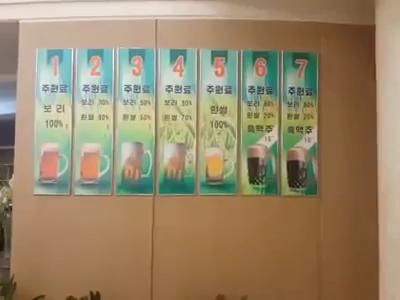 1
주원료
보리
100%
2
주원료
보리 70%
흰쌀 30%
3
주원료
보리 50%
흰쌀 50%
4
주원료
보리 30%
흰쌀 70%
5
주원료
흰쌀
100%
6
주원료
보리 80%
흰쌀 20%
흑맥주
7
주원료
흑맥주